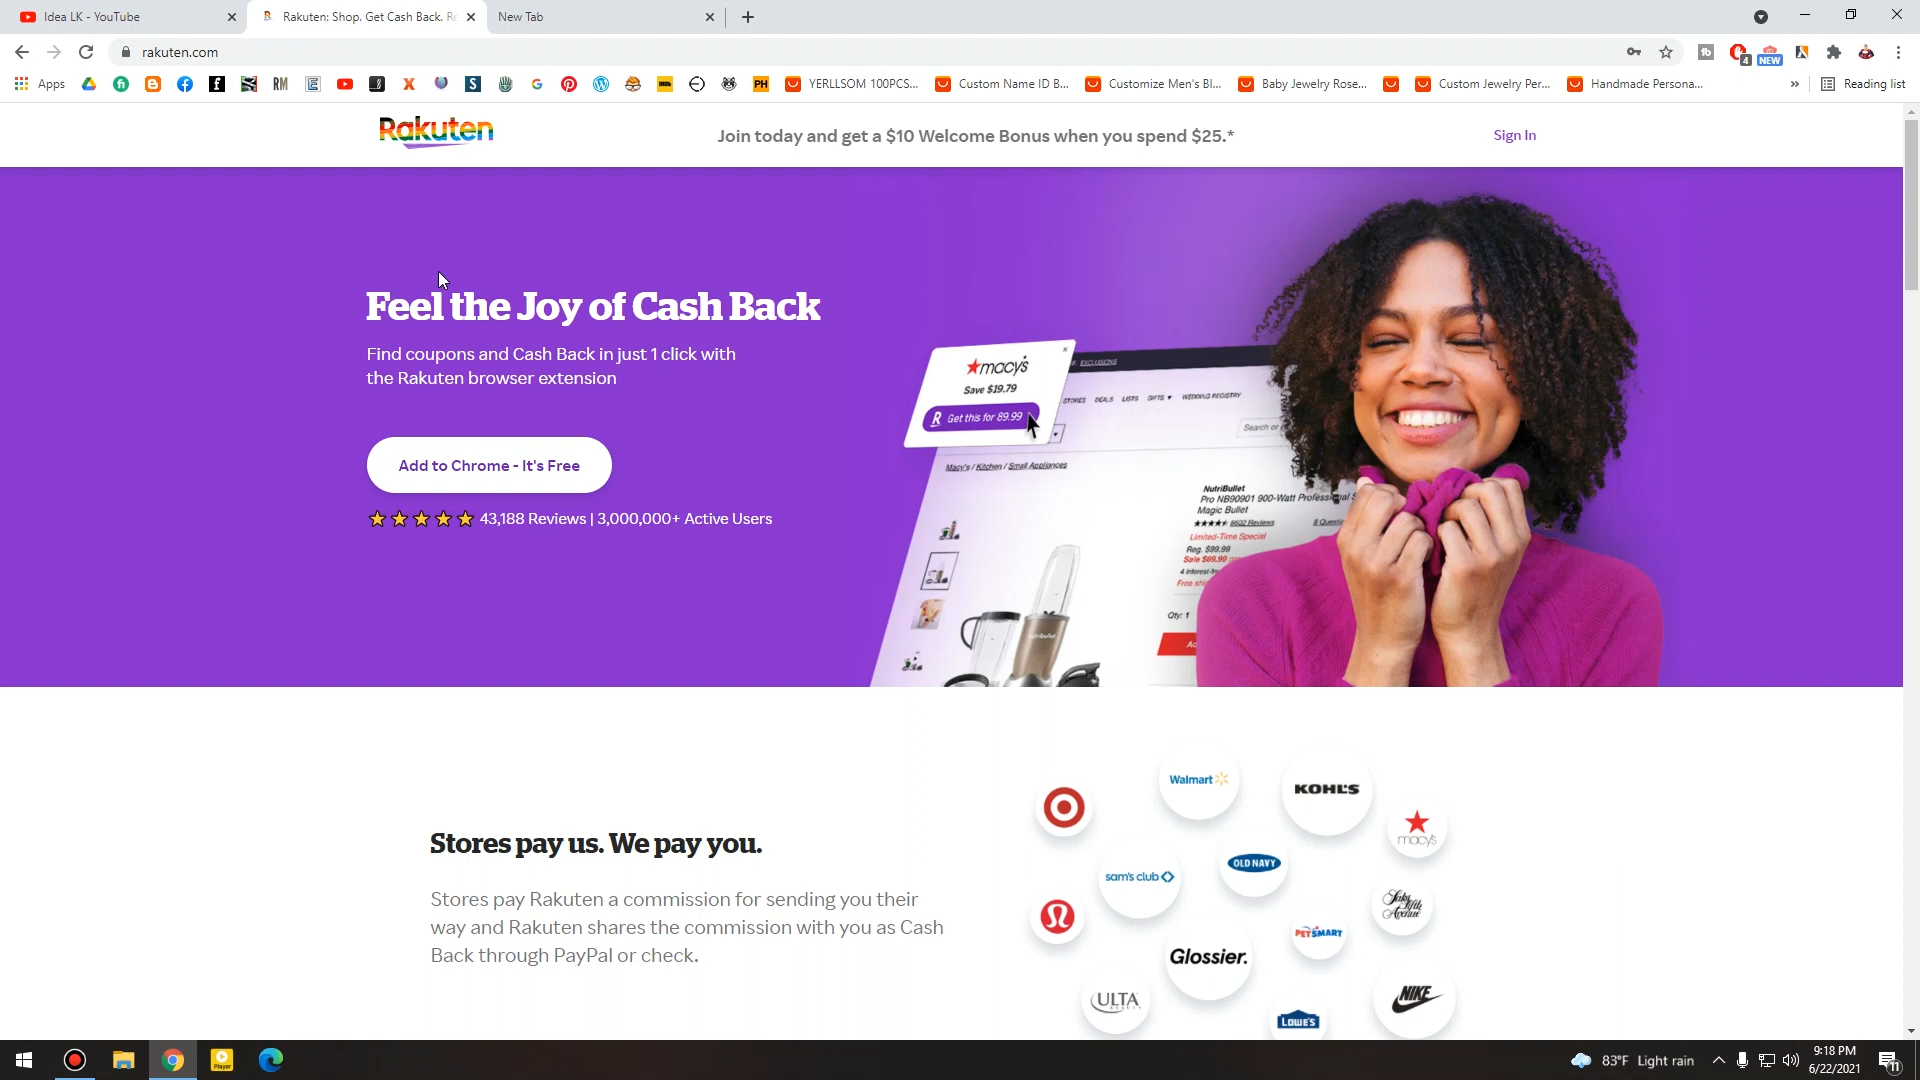 Idea LK - YouTube
Rakuten: Shop. Get Cash Back. Re
New Tab
rakuten.com
Apps
YERLLSOM 100PCS...
Custom Name ID B...
Customize Men's Bl...
Baby Jewelry Rose...
Custom Jewelry Per...
Handmade Persona...
Reading list
4
NEW
RM
PH
Rakuten
Join today and get a $10 Welcome Bonus when you spend $25.*
Sign In
Feel the Joy of Cash Back
Find coupons and Cash Back in just 1 click with
the Rakuten browser extension
Add to Chrome - It's Free
43,188 Reviews | 3,000,000+ Active Users
macy's
Save $19.79
R Get this for 89.99
EXCLUSIONS
STORES DEALS LISTS GIFTS WEDDING REGISTRY
Search or
Macy's / Kitchen / Small Appliances
NutriBullet
Pro NB90901 900-Watt Professional
Magic Bullet
6602 Reviews
Limited-Time Special
Reg. $99.99
Sale $69.99
Free shi
Qty: 1
nutribullet
Stores pay us. We pay you.
Stores pay Rakuten a commission for sending you their
way and Rakuten shares the commission with you as Cash
Back through PayPal or check.
Walmart
KOHL'S
macy's
sam's club
OLD NAVY
Saks Fifth Avenue
PETSMART
Glossier.
ULTA
BEAUTY
NIKE
LOWE'S
Player
83°F Light rain
9:18 PM
6/22/2021
11